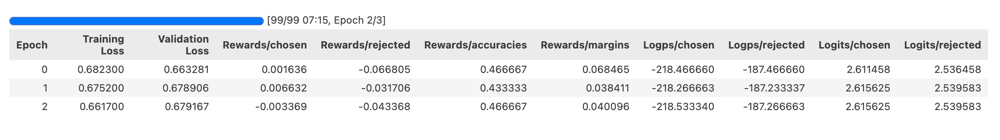 [99/99 07:15, Epoch 2/3]
Epoch Training Loss Validation Loss Rewards/chosen Rewards/rejected Rewards/accuracies Rewards/margins Logps/chosen Logps/rejected Logits/chosen Logits/rejected
0 0.682300 0.663281 0.001636 -0.066805 0.466667 0.068465 -218.466660 -187.466660 2.611458 2.536458
1 0.675200 0.678906 0.006632 -0.031706 0.433333 0.038411 -218.266663 -187.233337 2.615625 2.539583
2 0.661700 0.679167 -0.003369 -0.043368 0.466667 0.040096 -218.533340 -187.266663 2.615625 2.539583